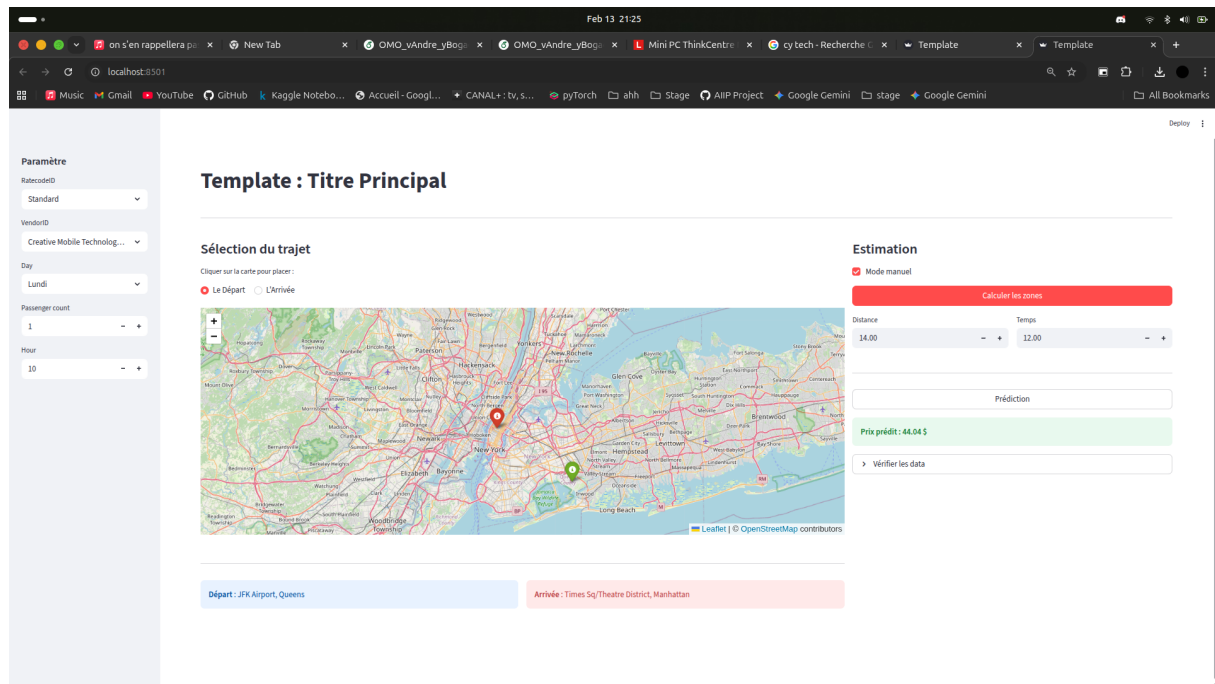 Feb 13 21:25
on s'en rappellera pa
New Tab
OMO_vAndre_yBoga
OMO_vAndre_yBoga
Mini PC ThinkCentre
cy tech - Recherche G
Template
Template
localhost:8501
Music
Gmail
YouTube
GitHub
Kaggle Notebo...
Accueil - Googl...
CANAL+ : tv, s...
pyTorch
ahh
Stage
AIIP Project
Google Gemini
stage
Google Gemini
All Bookmarks
Deploy
Paramètre
RatecodeID
Standard
VendorID
Creative Mobile Technolog...
Day
Lundi
Passenger count
1 - +
Hour
10 - +
Template : Titre Principal
Sélection du trajet
Cliquer sur la carte pour placer :
Le Départ
L'Arrivée
+
−
Paterson
Yonkers
New Rochelle
Hackensack
Clifton
Glen Cove
Newark
New York
Elizabeth
Bayonne
Hempstead
Levittown
Brentwood
Long Beach
Woodbridge Township
Leaflet | © OpenStreetMap contributors
Départ : JFK Airport, Queens
Arrivée : Times Sq/Theatre District, Manhattan
Estimation
Mode manuel
Calculer les zones
Distance
Temps
14.00 - +
12.00 - +
Prédiction
Prix prédit : 44.04 $
Vérifier les data